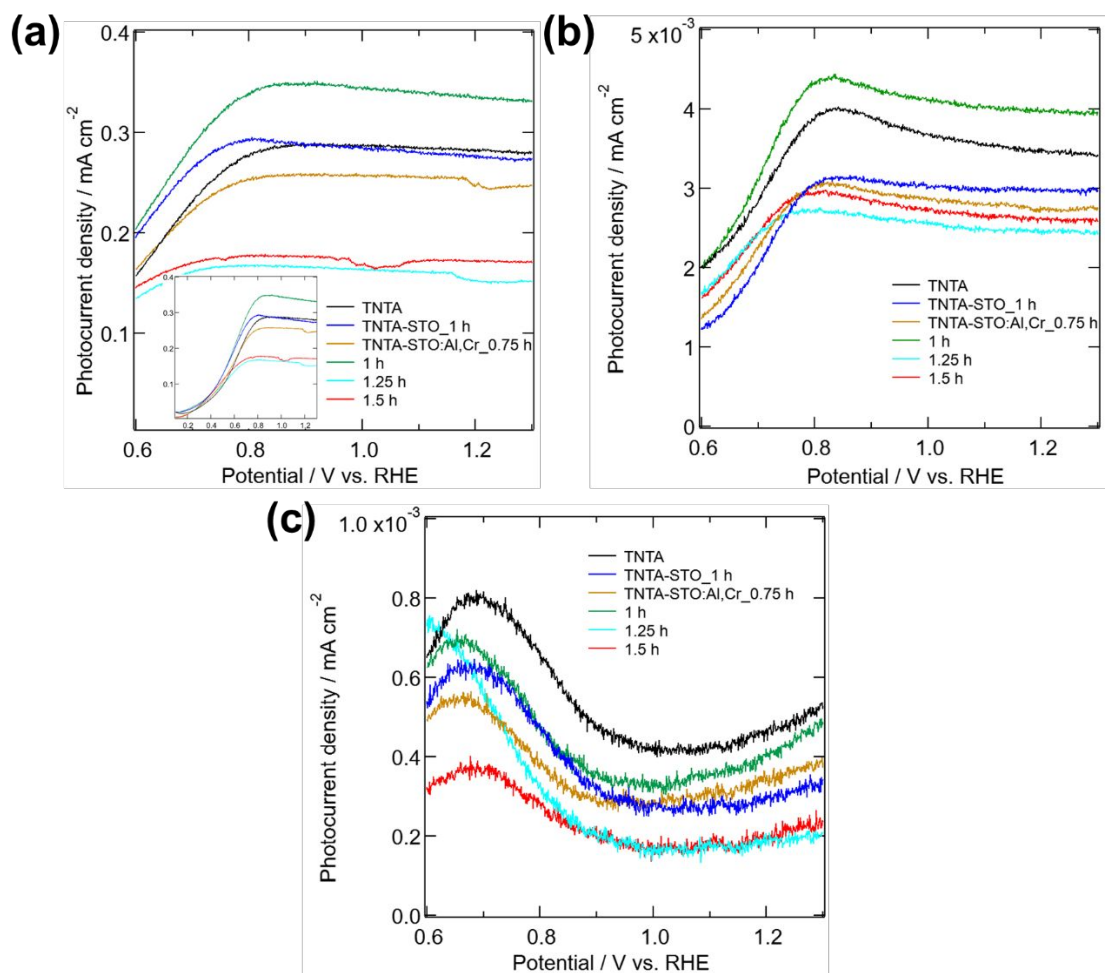 (a)
0.4
0.3
0.2
0.1
Photocurrent density / mA cm⁻²
0.6
0.8
1.0
1.2
Potential / V vs. RHE
TNTA
TNTA-STO_1 h
TNTA-STO:Al,Cr_0.75 h
1 h
1.25 h
1.5 h
0.4
0.3
0.2
0.1
0.2
0.4
0.6
0.8
1.0
1.2
(b)
5 x10⁻³
4
3
2
1
0
Photocurrent density / mA cm⁻²
0.6
0.8
1.0
1.2
Potential / V vs. RHE
TNTA
TNTA-STO_1 h
TNTA-STO:Al,Cr_0.75 h
1 h
1.25 h
1.5 h
(c)
1.0 x10⁻³
0.8
0.6
0.4
0.2
0.0
Photocurrent density / mA cm⁻²
0.6
0.8
1.0
1.2
Potential / V vs. RHE
TNTA
TNTA-STO_1 h
TNTA-STO:Al,Cr_0.75 h
1 h
1.25 h
1.5 h